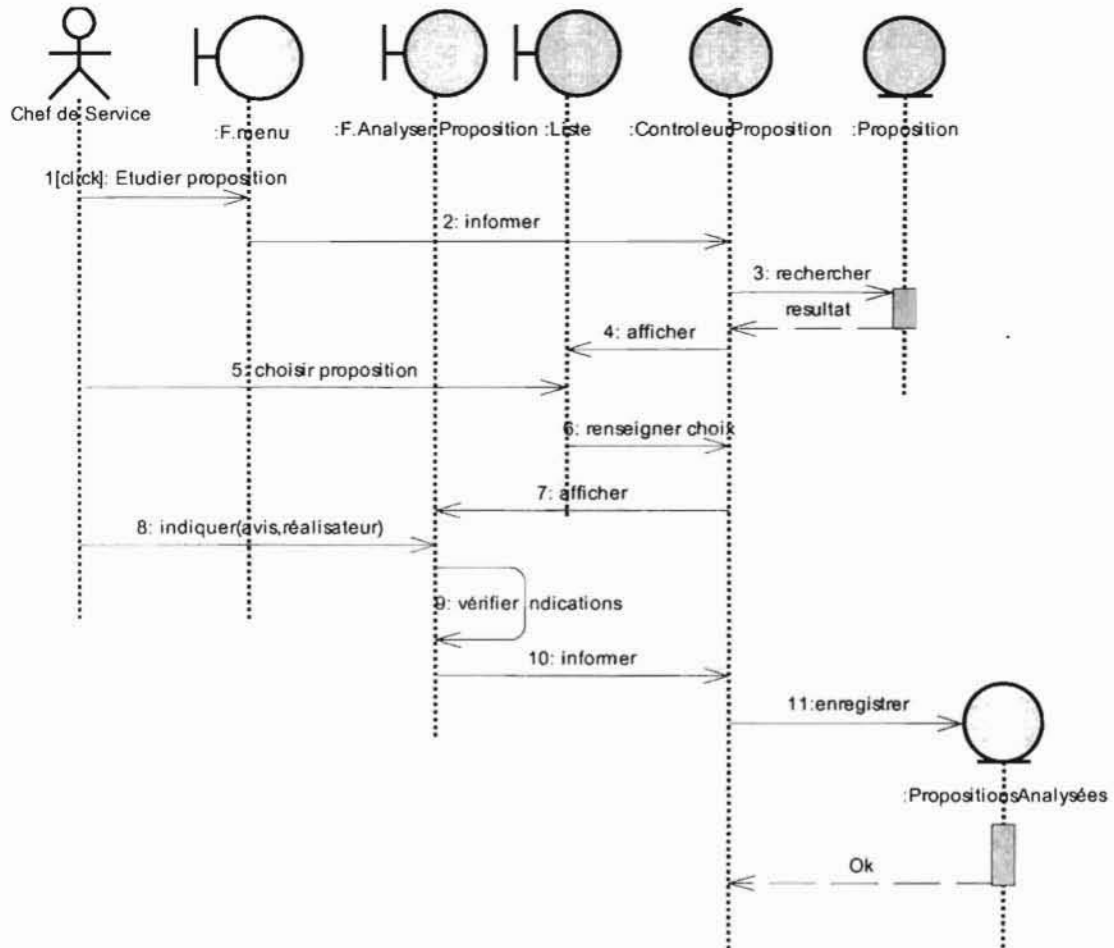 Chef de Service
:F.menu
:F.Analyser Proposition
:Liste
:ControleurProposition
:Proposition
1[click]: Etudier proposition
2: informer
3: rechercher
resultat
4: afficher
5: choisir proposition
6: renseigner choix
7: afficher
8: indiquer(avis,réalisateur)
9: vérifier indications
10: informer
11:enregistrer
:PropositionsAnalysées
Ok